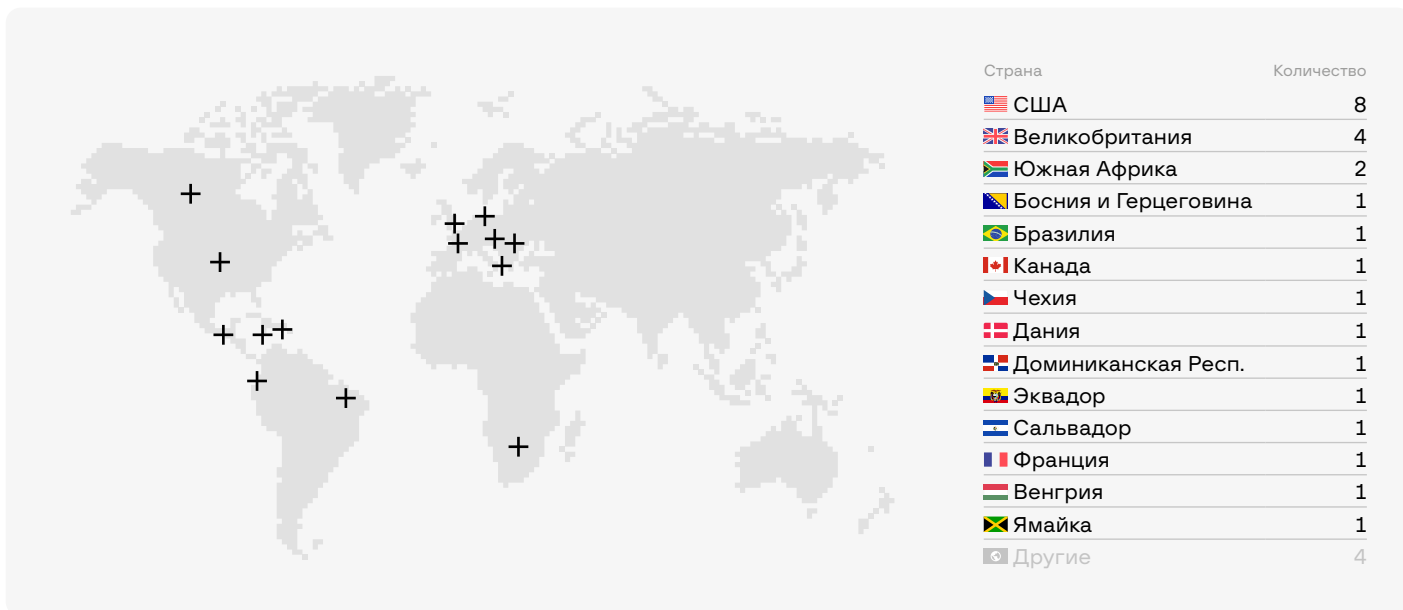 Страна Количество
США 8
Великобритания 4
Южная Африка 2
Босния и Герцеговина 1
Бразилия 1
Канада 1
Чехия 1
Дания 1
Доминиканская Респ. 1
Эквадор 1
Сальвадор 1
Франция 1
Венгрия 1
Ямайка 1
Другие 4